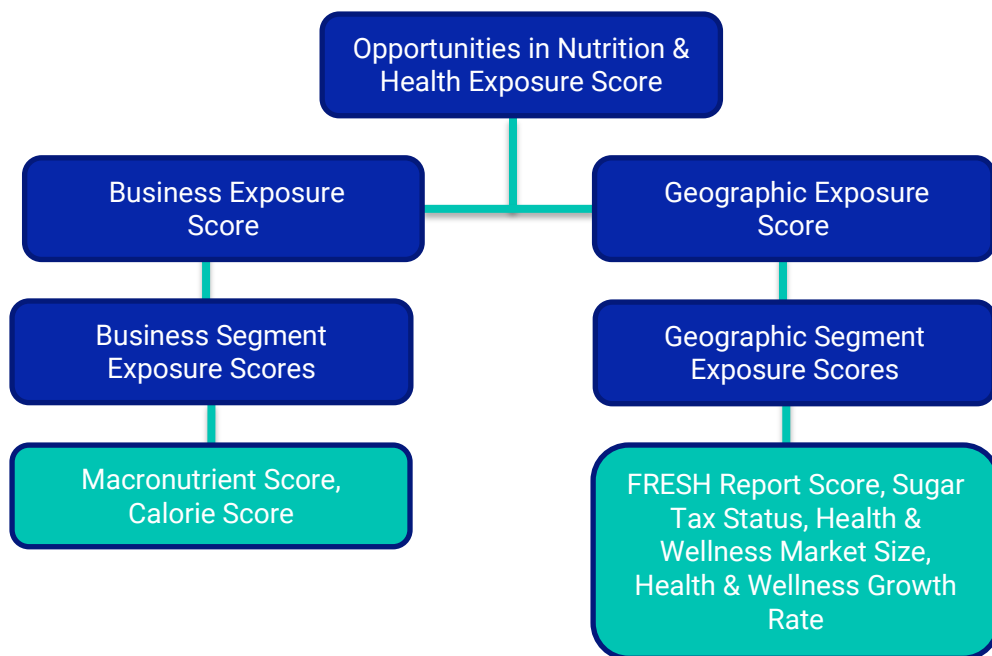 Opportunities in Nutrition &
Health Exposure Score
Business Exposure
Score
Geographic Exposure
Score
Business Segment
Exposure Scores
Geographic Segment
Exposure Scores
Macronutrient Score,
Calorie Score
FRESH Report Score, Sugar
Tax Status, Health &
Wellness Market Size,
Health & Wellness Growth
Rate